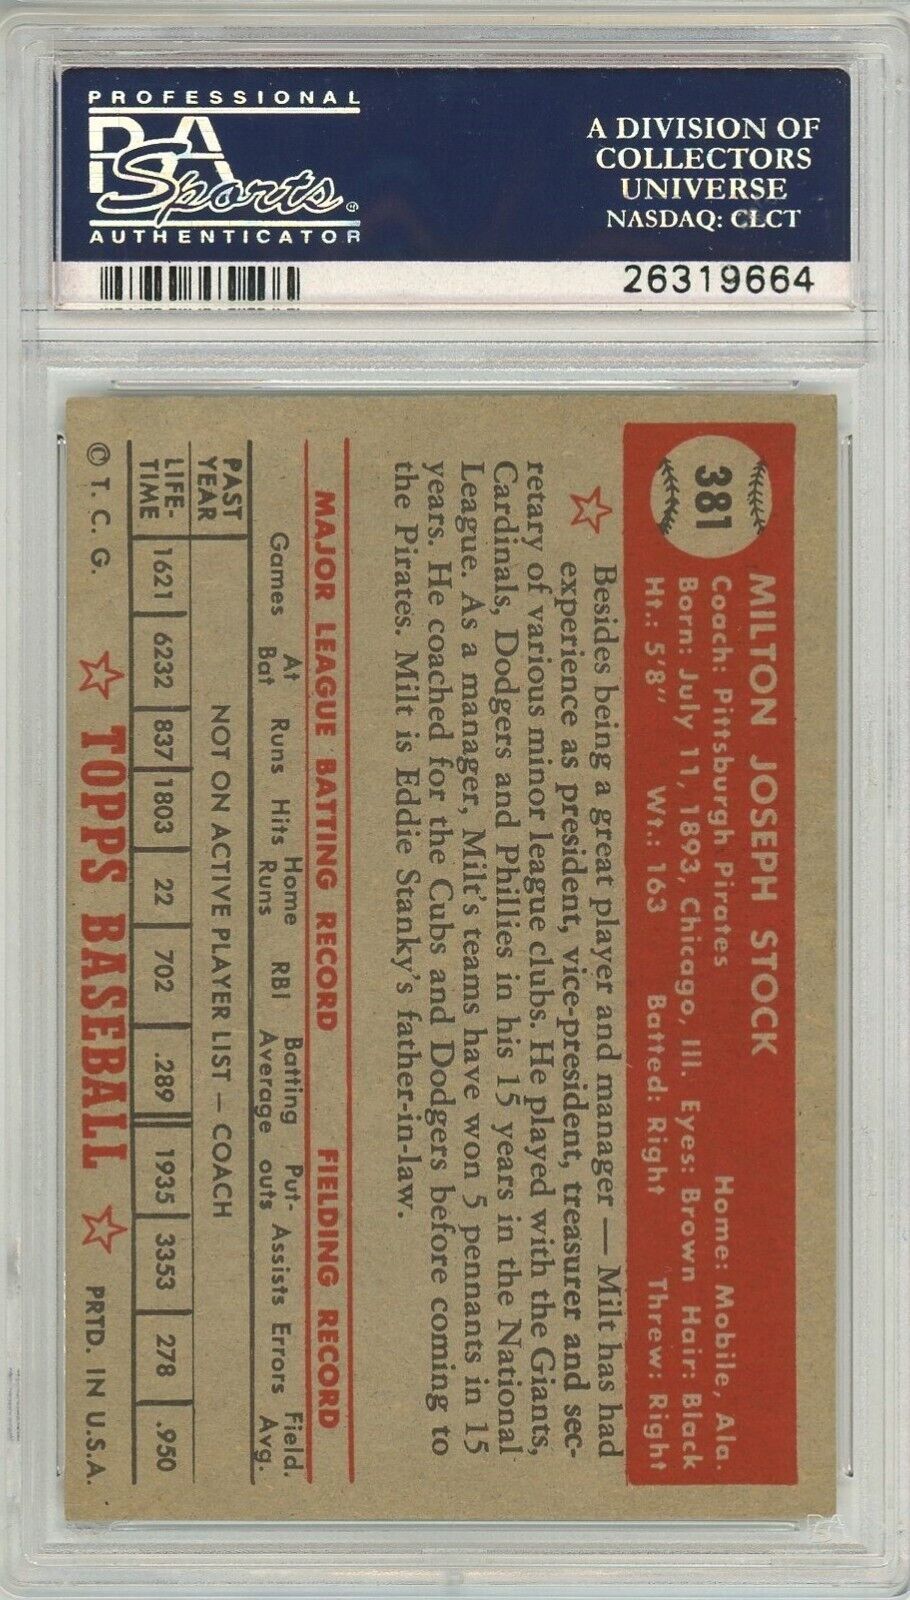 PROFESSIONAL
PSA
Sports
AUTHENTICATOR
A DIVISION OF
COLLECTORS
UNIVERSE
NASDAQ: CLCT
26319664
381
MILTON JOSEPH STOCK
Coach: Pittsburgh Pirates Home: Mobile, Ala.
Born: July 11, 1893, Chicago, Ill. Eyes: Brown Hair: Black
Ht.: 5'8" Wt.: 163 Batted: Right Threw: Right
Besides being a great player and manager — Milt has had
experience as president, vice-president, treasurer and sec-
retary of various minor league clubs. He played with the Giants,
Cardinals, Dodgers and Phillies in his 15 years in the National
League. As a manager, Milt's teams have won 5 pennants in 15
years. He coached for the Cubs and Dodgers before coming to
the Pirates. Milt is Eddie Stanky's father-in-law.
MAJOR LEAGUE BATTING RECORD FIELDING RECORD
Games At Bat Runs Hits Home Runs RBI Batting Average Put-outs Assists Errors Field. Avg.
PAST YEAR NOT ON ACTIVE PLAYER LIST — COACH
LIFE-TIME 1621 6232 837 1803 22 702 .289 1935 3353 278 .950
© T. C. G. TOPPS BASEBALL PRTD. IN U.S.A.